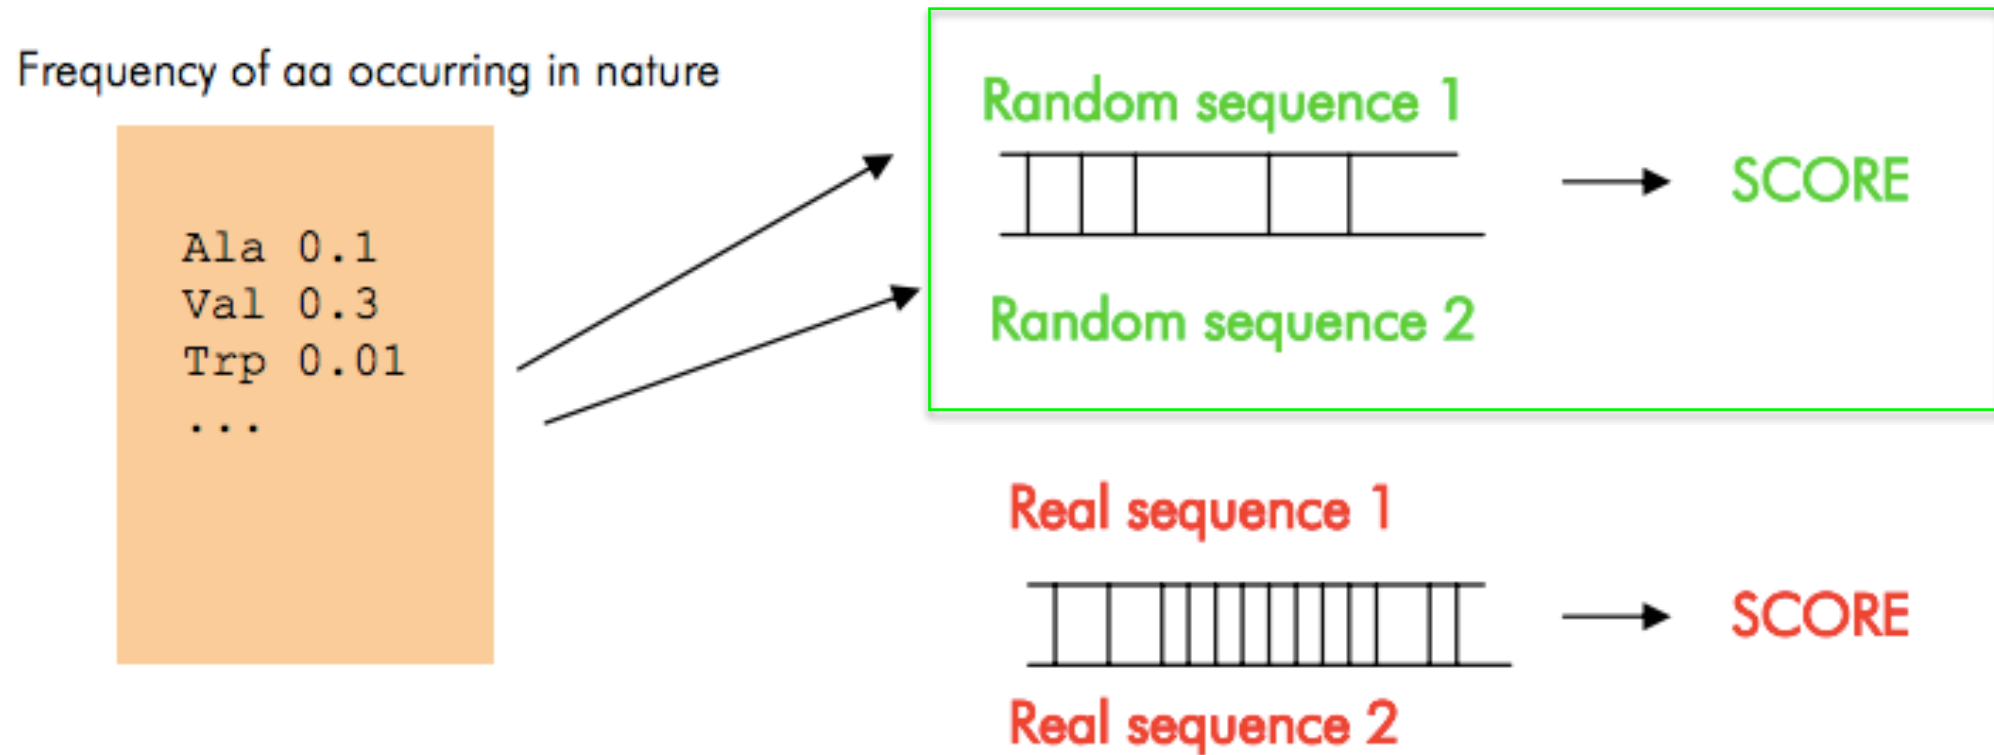 Frequency of aa occurring in nature
Ala 0.1
Val 0.3
Trp 0.01
...
Random sequence 1
SCORE
Random sequence 2
Real sequence 1
SCORE
Real sequence 2